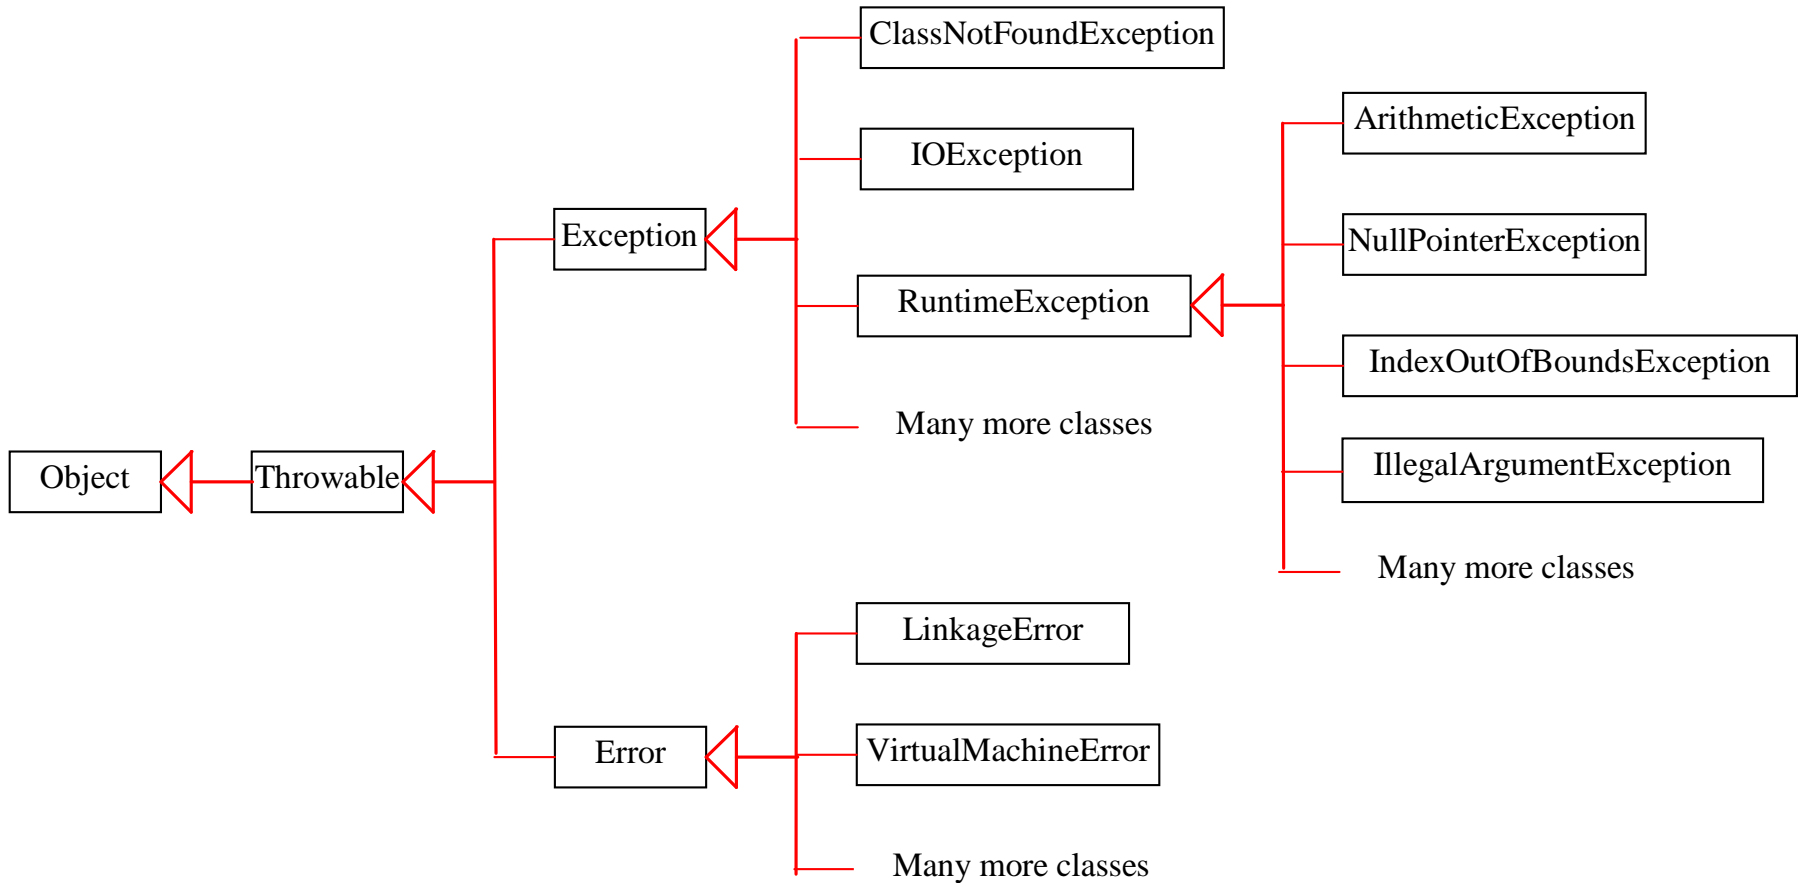 ClassNotFoundException
ArithmeticException
IOException
NullPointerException
Exception
RuntimeException
IndexOutOfBoundsException
Many more classes
IllegalArgumentException
Object
Throwable
Many more classes
LinkageError
Error
VirtualMachineError
Many more classes